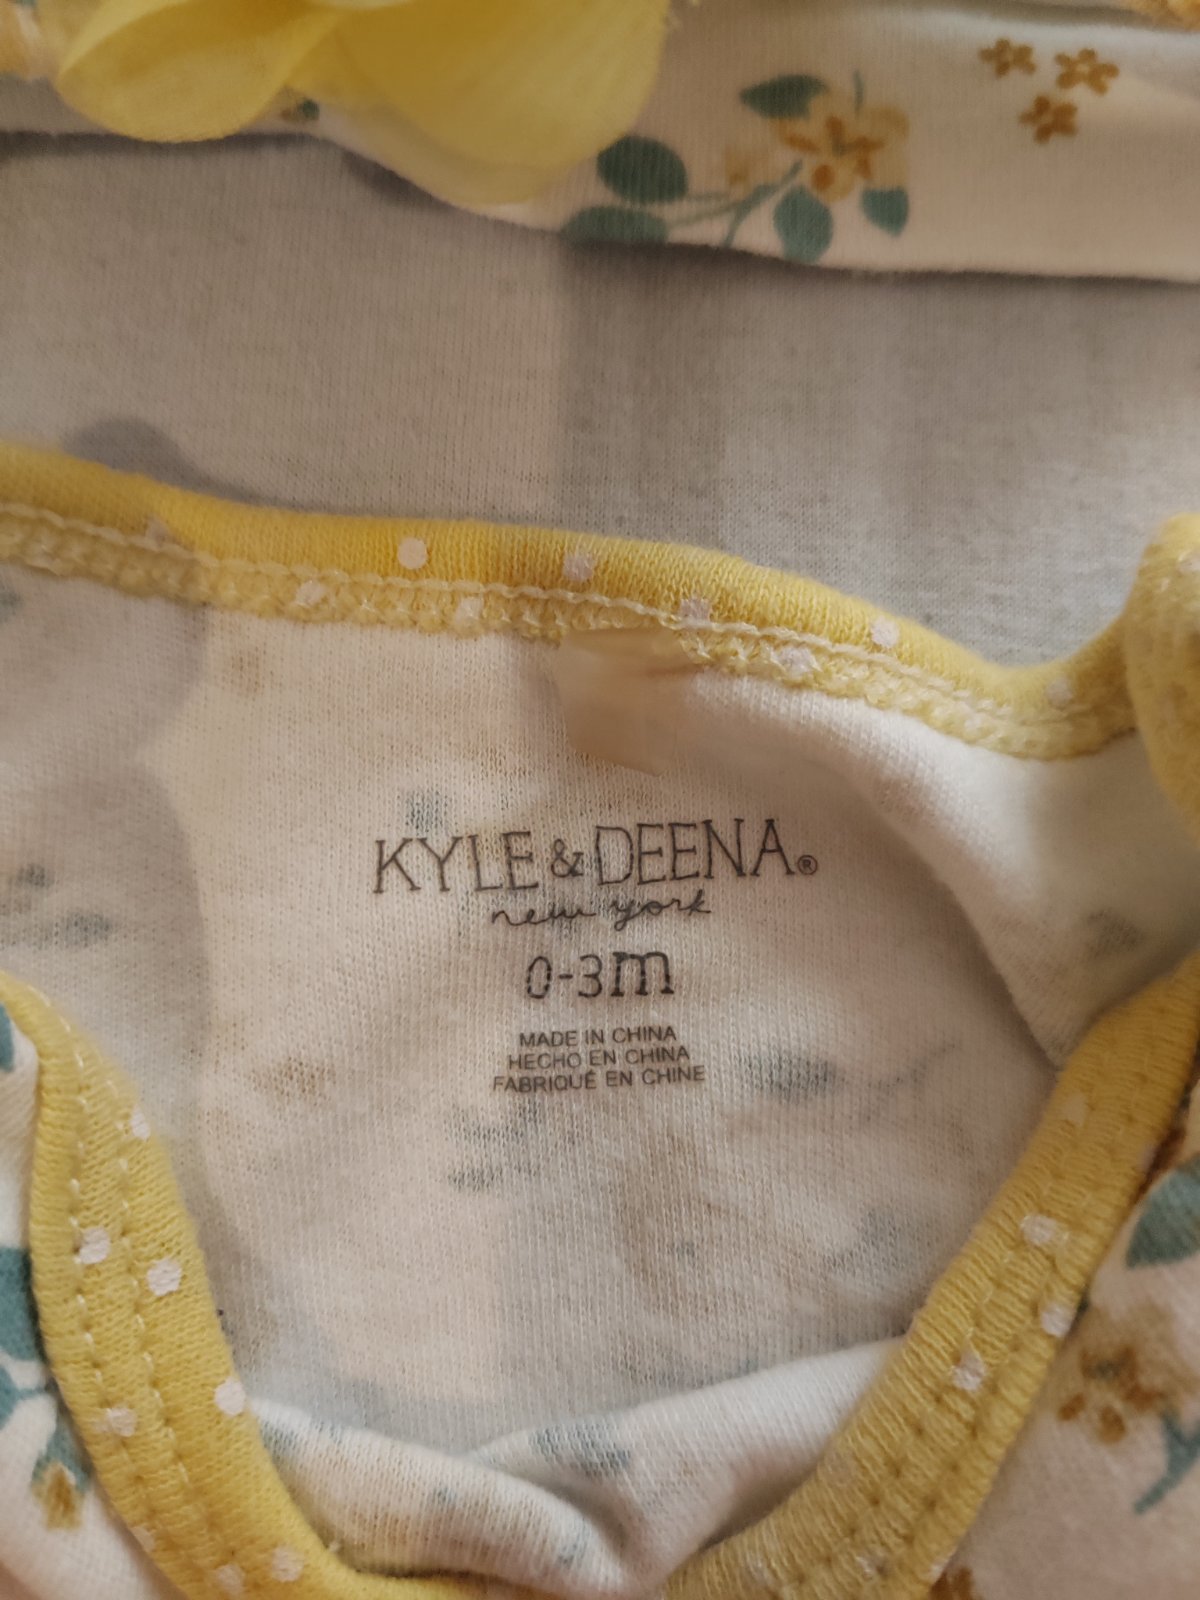 KYLE & DEENA®
new york
0-3m
MADE IN CHINA
HECHO EN CHINA
FABRIQUÉ EN CHINE